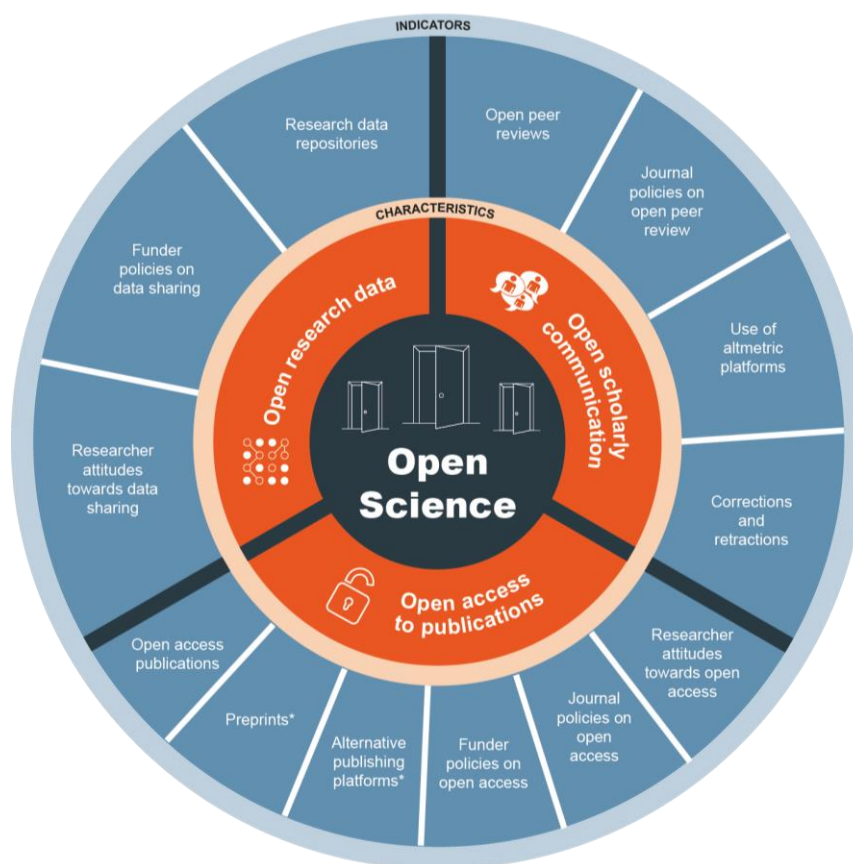 INDICATORS
Research data
repositories
Open peer
reviews
Journal
policies on
open peer
review
Funder
policies on
data sharing
Use of
altmetric
platforms
Researcher
attitudes
towards data
sharing
Corrections
and
retractions
CHARACTERISTICS
Open research data
Open scholarly
communication
Open
Science
Open access
to publications
Open access
publications
Preprints*
Alternative
publishing
platforms*
Funder
policies on
open access
Journal
policies on
open
access
Researcher
attitudes
towards open
access